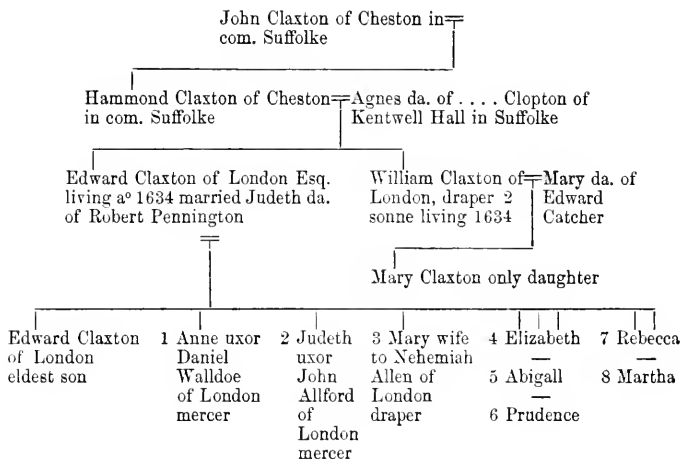 John Claxton of Cheston in
com. Suffolke
Hammond Claxton of Cheston
in com. Suffolke
Agnes da. of . . . . Clopton of
Kentwell Hall in Suffolke
Edward Claxton of London Esq.
living aº 1634 married Judeth da.
of Robert Pennington
William Claxton of
London, draper 2
sonne living 1634
Mary da. of
Edward
Catcher
Mary Claxton only daughter
Edward Claxton
of London
eldest son
1 Anne uxor
Daniel
Walldoe
of London
mercer
2 Judeth
uxor
John
Allford
of
London
mercer
3 Mary wife
to Nehemiah
Allen of
London
draper
4 Elizabeth
—
5 Abigall
—
6 Prudence
7 Rebecca
—
8 Martha